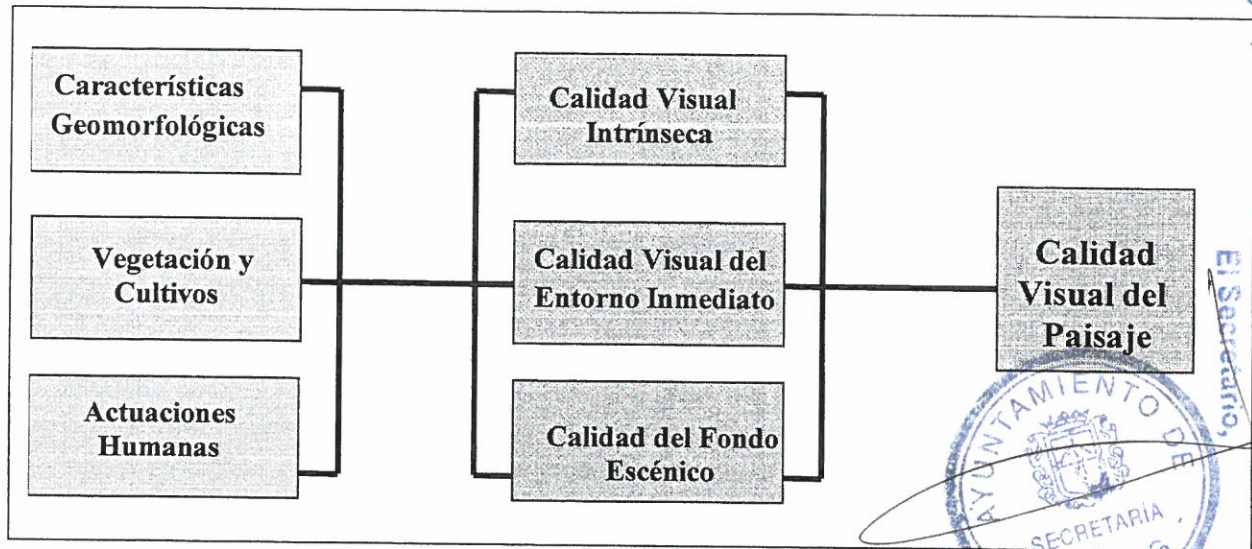 Características
Geomorfológicas
Vegetación y
Cultivos
Actuaciones
Humanas
Calidad Visual
Intrínseca
Calidad Visual del
Entorno Inmediato
Calidad del Fondo
Escénico
Calidad
Visual del
Paisaje
El Secretario,
AYUNTAMIENTO DE
SECRETARÍA